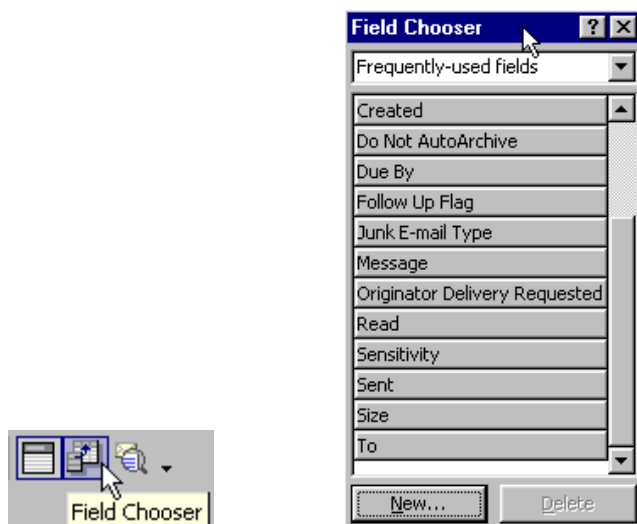 Field Chooser
Frequently-used fields
Created
Do Not AutoArchive
Due By
Follow Up Flag
Junk E-mail Type
Message
Originator Delivery Requested
Read
Sensitivity
Sent
Size
To
New... Delete
Field Chooser